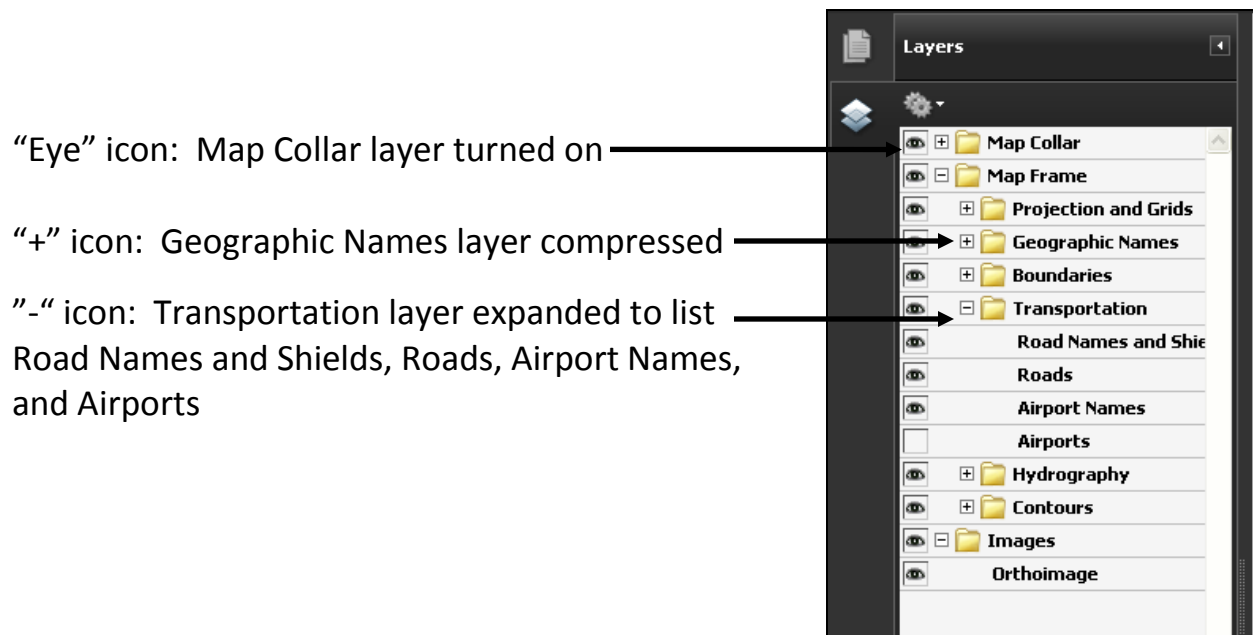 Layers
“Eye” icon:  Map Collar layer turned on
Map Collar
Map Frame
Projection and Grids
“+” icon:  Geographic Names layer compressed
Geographic Names
Boundaries
”-“ icon:  Transportation layer expanded to list
Road Names and Shields, Roads, Airport Names,
and Airports
Transportation
Road Names and Shie
Roads
Airport Names
Airports
Hydrography
Contours
Images
Orthoimage